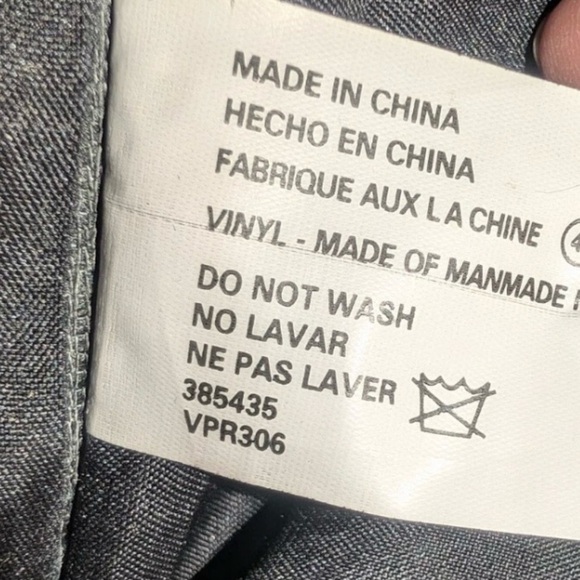 MADE IN CHINA
HECHO EN CHINA
FABRIQUE AUX LA CHINE
VINYL - MADE OF MANMADE
DO NOT WASH
NO LAVAR
NE PAS LAVER
385435
VPR306